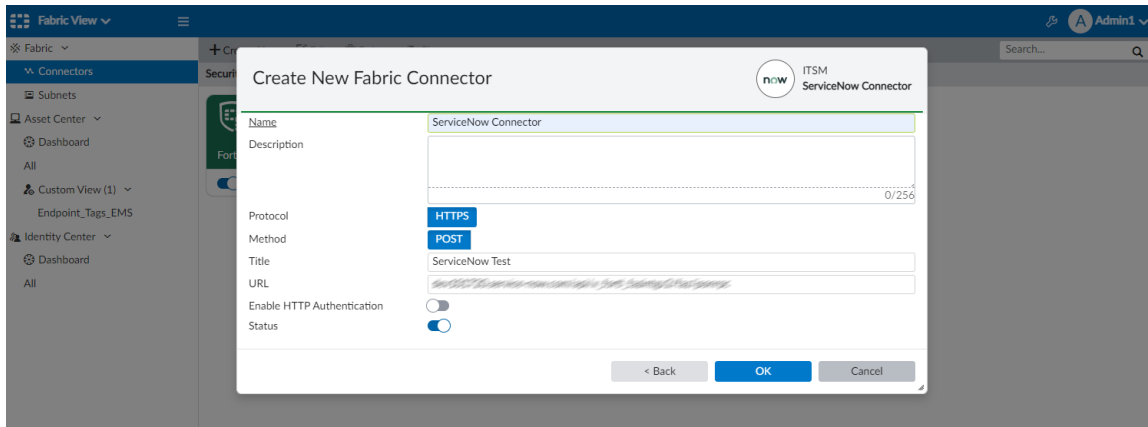 Fabric View
A Admin1
Fabric
Search...
Connectors
Subnets
Asset Center
Dashboard
All
Custom View (1)
Endpoint_Tags_EMS
Identity Center
Dashboard
All
Create New Fabric Connector
now
ITSM
ServiceNow Connector
Name
ServiceNow Connector
Description
0/256
Protocol
HTTPS
Method
POST
Title
ServiceNow Test
URL
Enable HTTP Authentication
Status
< Back
OK
Cancel